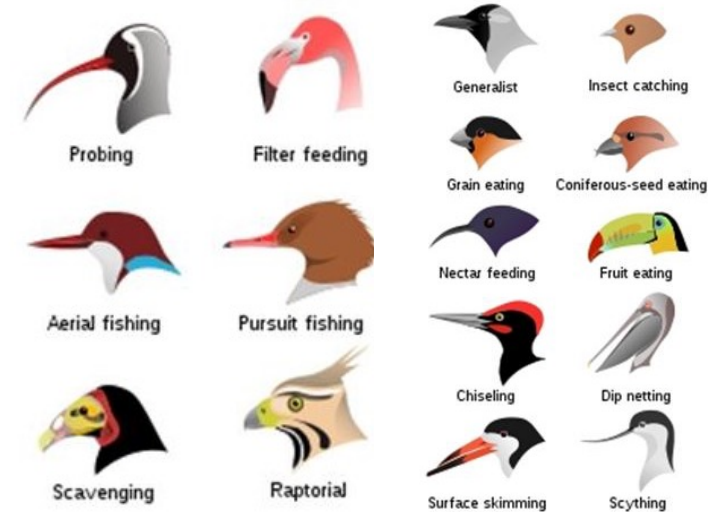 Probing
Filter feeding
Aerial fishing
Pursuit fishing
Scavenging
Raptorial
Generalist
Insect catching
Grain eating
Coniferous-seed eating
Nectar feeding
Fruit eating
Chiseling
Dip netting
Surface skimming
Scything